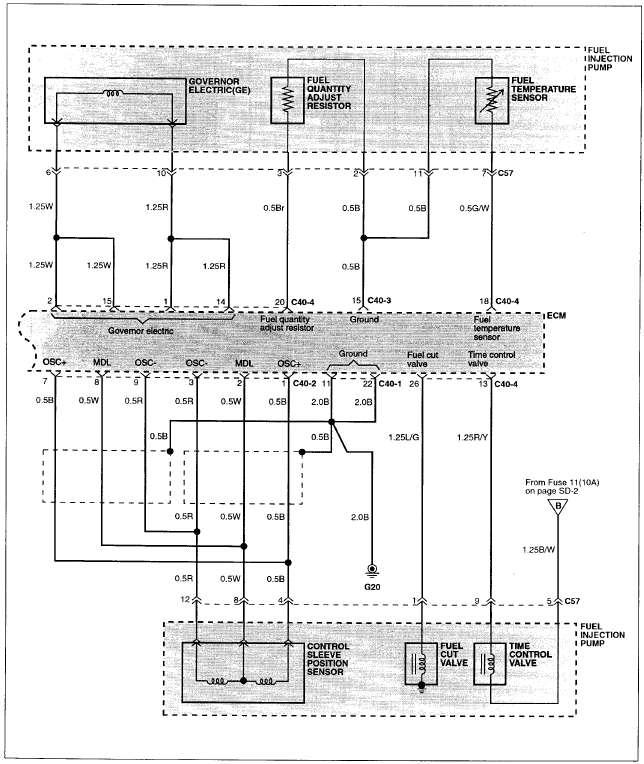 FUEL
INJECTION
PUMP
GOVERNOR
ELECTRIC(GE)
FUEL
QUANTITY
ADJUST
RESISTOR
FUEL
TEMPERATURE
SENSOR
6 10 3 2 11 7 C57
1.25W 1.25R 0.5Br 0.5B 0.5B 0.5G/W
1.25W 1.25W 1.25R 1.25R 0.5B
2 15 1 14 20 C40-4 15 C40-3 18 C40-4
ECM
Governor electric
Fuel quantity
adjust resistor
Ground
Fuel
temperature
sensor
OSC+ MDL OSC- OSC- MDL OSC+
Ground
Fuel cut
valve
Time control
valve
7 8 9 3 2 1 C40-2 11 22 C40-1 26 13 C40-4
0.5B 0.5W 0.5R 0.5R 0.5W 0.5B 2.0B 2.0B
0.5B 0.5B 1.25L/G 1.25R/Y
From Fuse 11(10A)
on page SD-2
B
0.5R 0.5W 0.5B 2.0B
1.25B/W
0.5R 0.5W 0.5B
G20
12 8 4 1 9 5 C57
FUEL
INJECTION
PUMP
CONTROL
SLEEVE
POSITION
SENSOR
FUEL
CUT
VALVE
TIME
CONTROL
VALVE